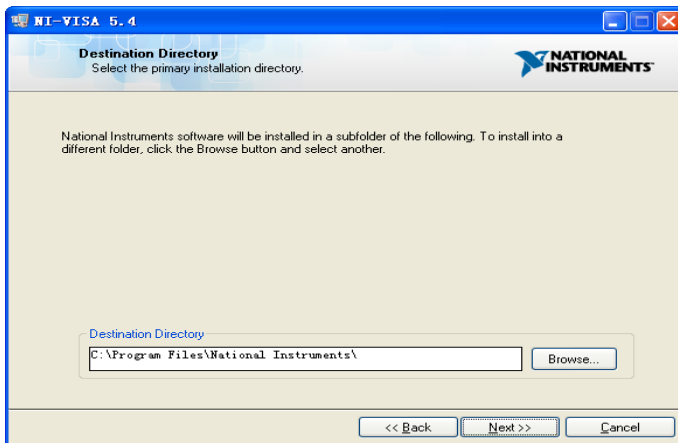 NI-VISA 5.4
Destination Directory
Select the primary installation directory.
NATIONAL
INSTRUMENTS™
National Instruments software will be installed in a subfolder of the following. To install into a
different folder, click the Browse button and select another.
Destination Directory
C:\Program Files\National Instruments\
Browse...
<< Back
Next >>
Cancel